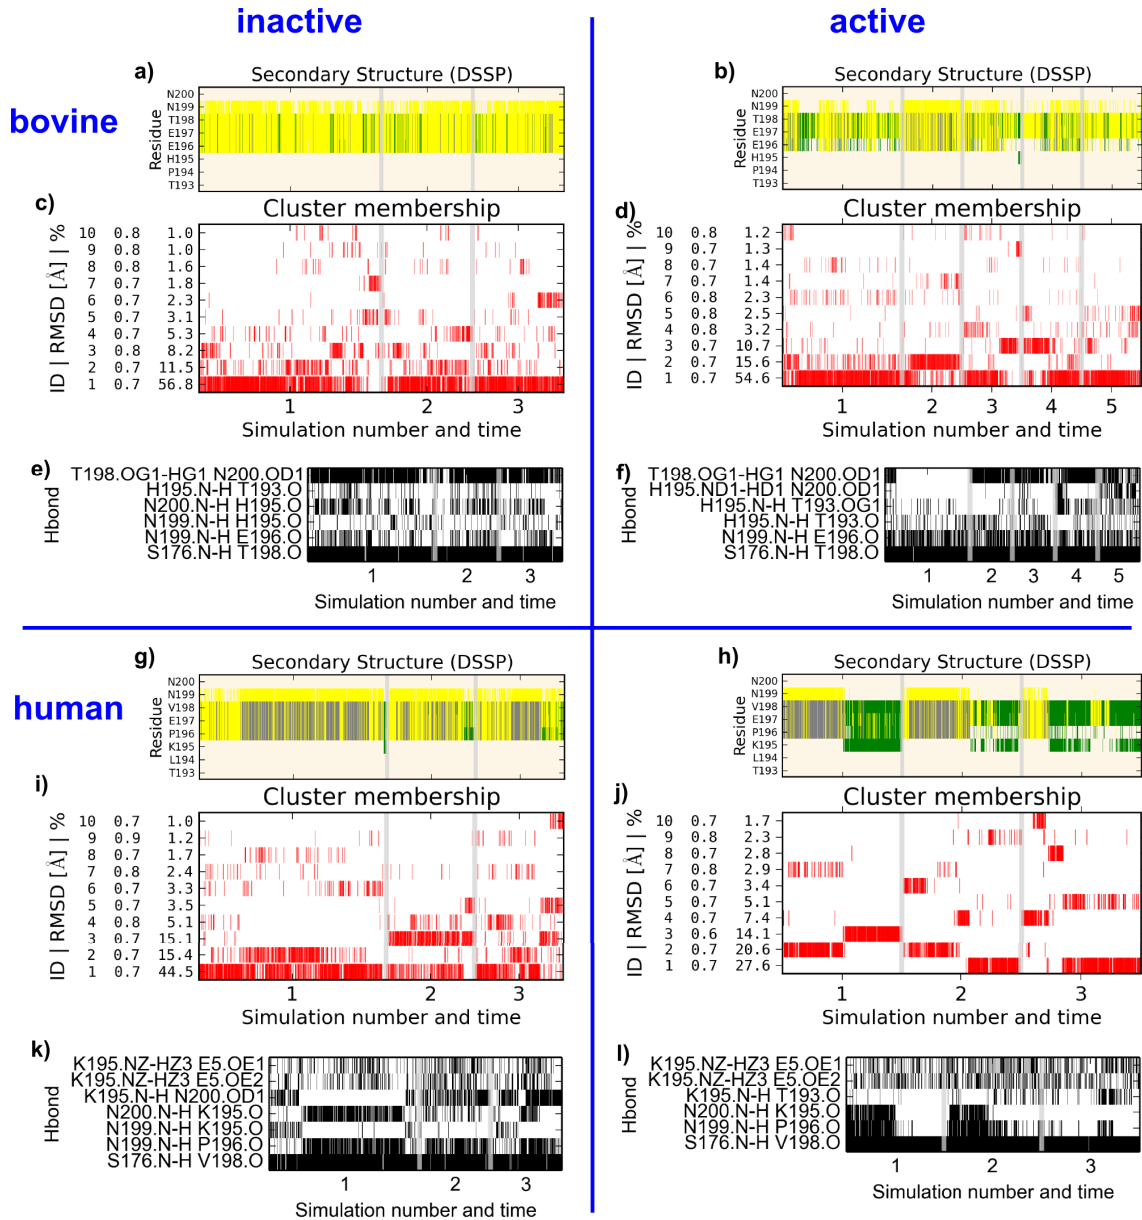 inactive
active
bovine
human
a)
Secondary Structure (DSSP)
Residue
N200
N199
T198
E197
E196
H195
P194
T193
b)
Secondary Structure (DSSP)
Residue
N200
N199
T198
E197
E196
H195
P194
T193
c)
Cluster membership
ID | RMSD [Å] | %
10 0.8 1.0
9 0.8 1.0
8 0.8 1.6
7 0.7 1.8
6 0.7 2.3
5 0.7 3.1
4 0.7 5.3
3 0.8 8.2
2 0.7 11.5
1 0.7 56.8
1 2 3
Simulation number and time
d)
Cluster membership
ID | RMSD [Å] | %
10 0.8 1.2
9 0.7 1.3
8 0.7 1.4
7 0.7 1.4
6 0.8 2.3
5 0.8 2.5
4 0.8 3.2
3 0.7 10.7
2 0.7 15.6
1 0.7 54.6
1 2 3 4 5
Simulation number and time
e)
Hbond
T198.OG1-HG1 N200.OD1
H195.N-H T193.O
N200.N-H H195.O
N199.N-H H195.O
N199.N-H E196.O
S176.N-H T198.O
1 2 3
Simulation number and time
f)
Hbond
T198.OG1-HG1 N200.OD1
H195.ND1-HD1 N200.OD1
H195.N-H T193.OG1
H195.N-H T193.O
N199.N-H E196.O
S176.N-H T198.O
1 2 3 4 5
Simulation number and time
g)
Secondary Structure (DSSP)
Residue
N200
N199
V198
E197
P196
K195
L194
T193
h)
Secondary Structure (DSSP)
Residue
N200
N199
V198
E197
P196
K195
L194
T193
i)
Cluster membership
ID | RMSD [Å] | %
10 0.7 1.0
9 0.9 1.2
8 0.7 1.7
7 0.8 2.4
6 0.7 3.3
5 0.7 3.5
4 0.8 5.1
3 0.7 15.1
2 0.7 15.4
1 0.7 44.5
1 2 3
Simulation number and time
j)
Cluster membership
ID | RMSD [Å] | %
10 0.7 1.7
9 0.8 2.3
8 0.7 2.8
7 0.8 2.9
6 0.7 3.4
5 0.7 5.1
4 0.7 7.4
3 0.6 14.1
2 0.7 20.6
1 0.7 27.6
1 2 3
Simulation number and time
k)
Hbond
K195.NZ-HZ3 E5.OE1
K195.NZ-HZ3 E5.OE2
K195.N-H N200.OD1
N200.N-H K195.O
N199.N-H K195.O
N199.N-H P196.O
S176.N-H V198.O
1 2 3
Simulation number and time
l)
Hbond
K195.NZ-HZ3 E5.OE1
K195.NZ-HZ3 E5.OE2
K195.N-H T193.O
N200.N-H K195.O
N199.N-H P196.O
S176.N-H V198.O
1 2 3
Simulation number and time